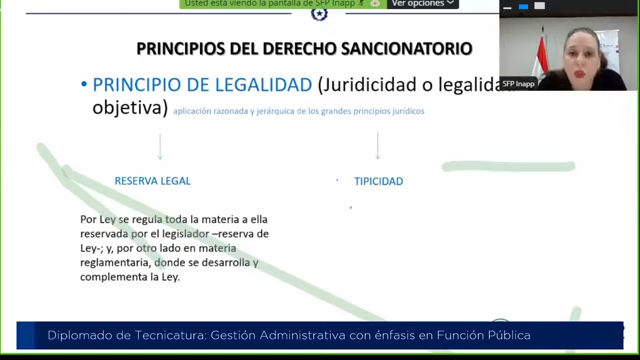 Usted está viendo la pantalla de SFP Inapp
Ver opciones
PRINCIPIOS DEL DERECHO SANCIONATORIO
SFP Inapp
• PRINCIPIO DE LEGALIDAD (Juridicidad o legalidad
objetiva) aplicación razonada y jerárquica de los grandes principios jurídicos
RESERVA LEGAL
TIPICIDAD
Por Ley se regula toda la materia a ella
reservada por el legislador –reserva de
Ley-; y, por otro lado en materia
reglamentaria, donde se desarrolla y
complementa la Ley.
Diplomado de Tecnicatura: Gestión Administrativa con énfasis en Función Pública